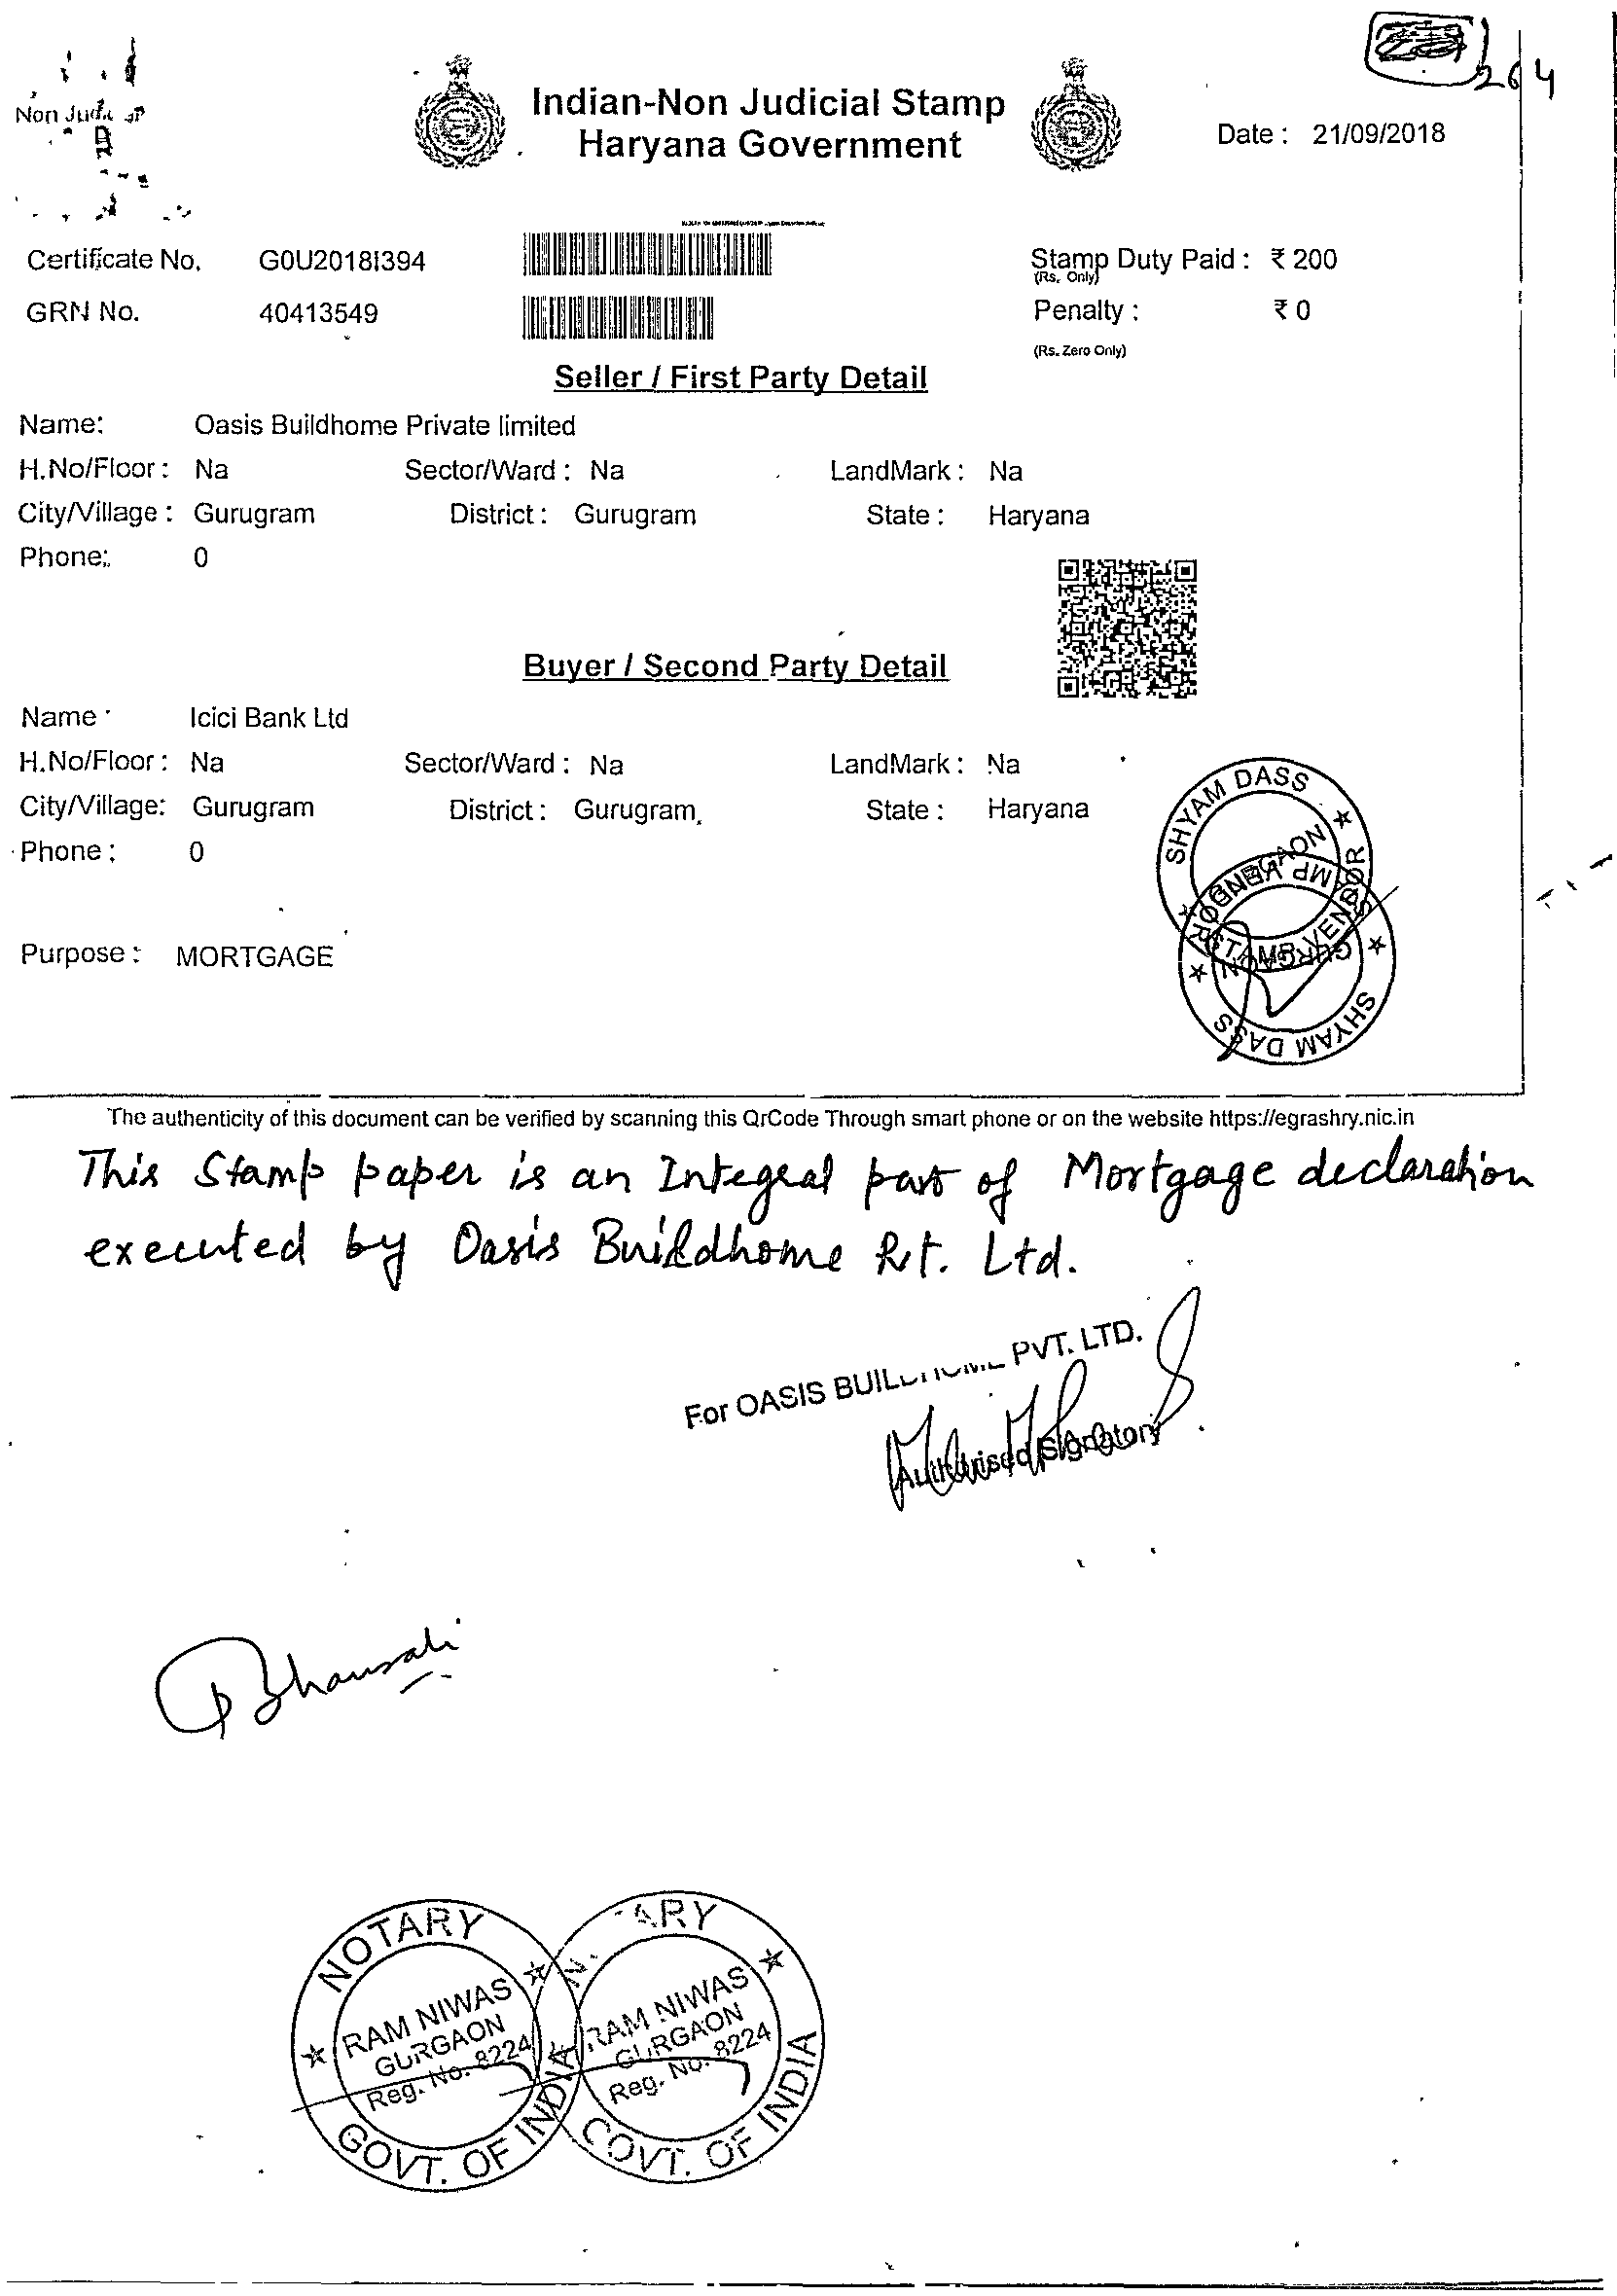 264
Non Judic
Indian-Non Judicial Stamp
Haryana Government
Date : 21/09/2018
Certificate No. G0U2018I394
Stamp Duty Paid : ₹ 200
(Rs. Only)
GRN No. 40413549
Penalty : ₹ 0
(Rs. Zero Only)
Seller / First Party Detail
Name: Oasis Buildhome Private limited
H.No/Floor : Na Sector/Ward : Na LandMark : Na
City/Village : Gurugram District : Gurugram State : Haryana
Phone: 0
Buyer / Second Party Detail
Name Icici Bank Ltd
H.No/Floor : Na Sector/Ward : Na LandMark : Na
City/Village: Gurugram District : Gurugram State : Haryana
Phone : 0
SHYAM DASS
STAMP VENDOR
GURGAON
SHYAM DASS
STAMP VENDOR
GURGAON
Purpose : MORTGAGE
The authenticity of this document can be verified by scanning this QrCode Through smart phone or on the website https://egrashry.nic.in
This Stamp paper is an Integral part of Mortgage declaration
executed by Oasis Buildhome Pvt. Ltd.
For OASIS BUILDHOME PVT. LTD.
Authorised Signatory
Bhansali
NOTARY
RAM NIWAS
GURGAON
Reg. No. 8224
GOVT. OF INDIA
NOTARY
RAM NIWAS
GURGAON
Reg. No. 8224
GOVT. OF INDIA